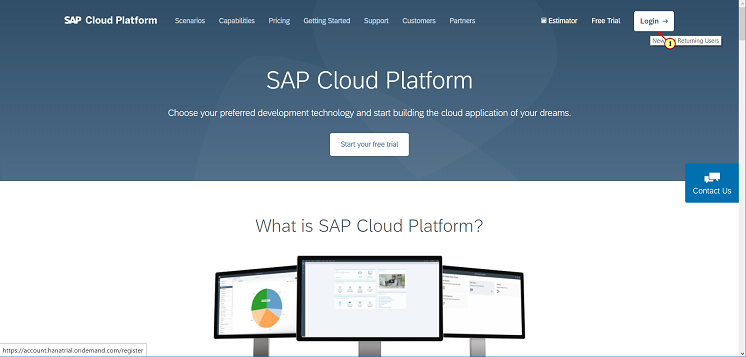 SAP Cloud Platform Scenarios Capabilities Pricing Getting Started Support Customers Partners Estimator Free Trial Login →
New Returning Users
1
SAP Cloud Platform
Choose your preferred development technology and start building the cloud application of your dreams.
Start your free trial
Contact Us
What is SAP Cloud Platform?
https://account.hanatrial.ondemand.com/register